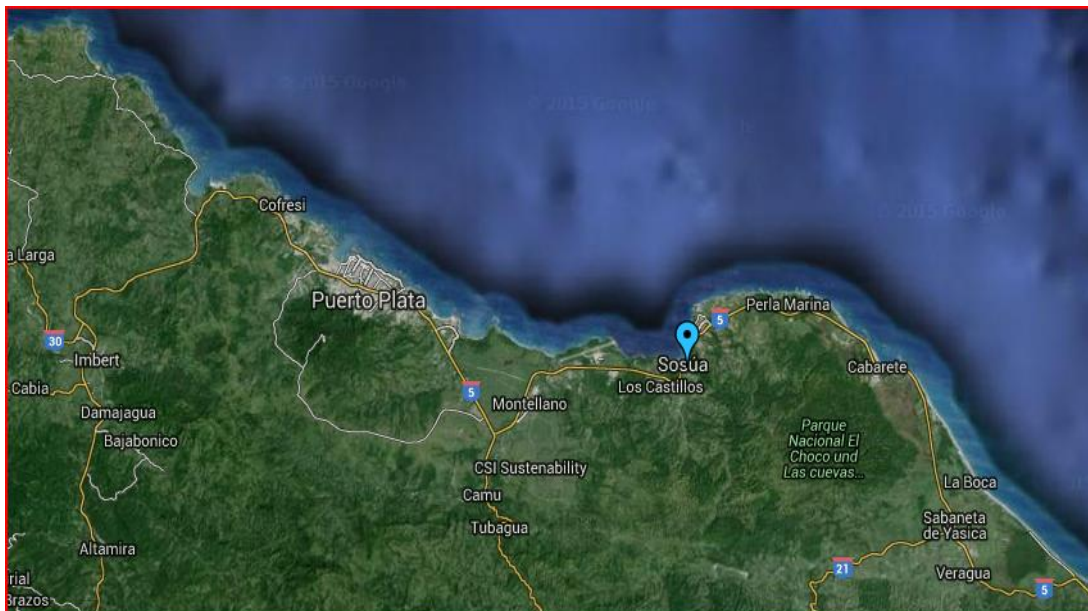 © 2015 Google
© 2015 Google
Cofresi
© 2015 Google
a Larga
Puerto Plata
Perla Marina
5
30
Imbert
Sosúa
Cabarete
Cabia
5
Los Castillos
Damajagua
Montellano
Bajabonico
Parque
Nacional El
Choco und
Las cuevas...
CSI Sustenability
La Boca
Camu
Tubagua
Sabaneta
de Yasica
Altamira
21
Veragua
rial
Brazos
5